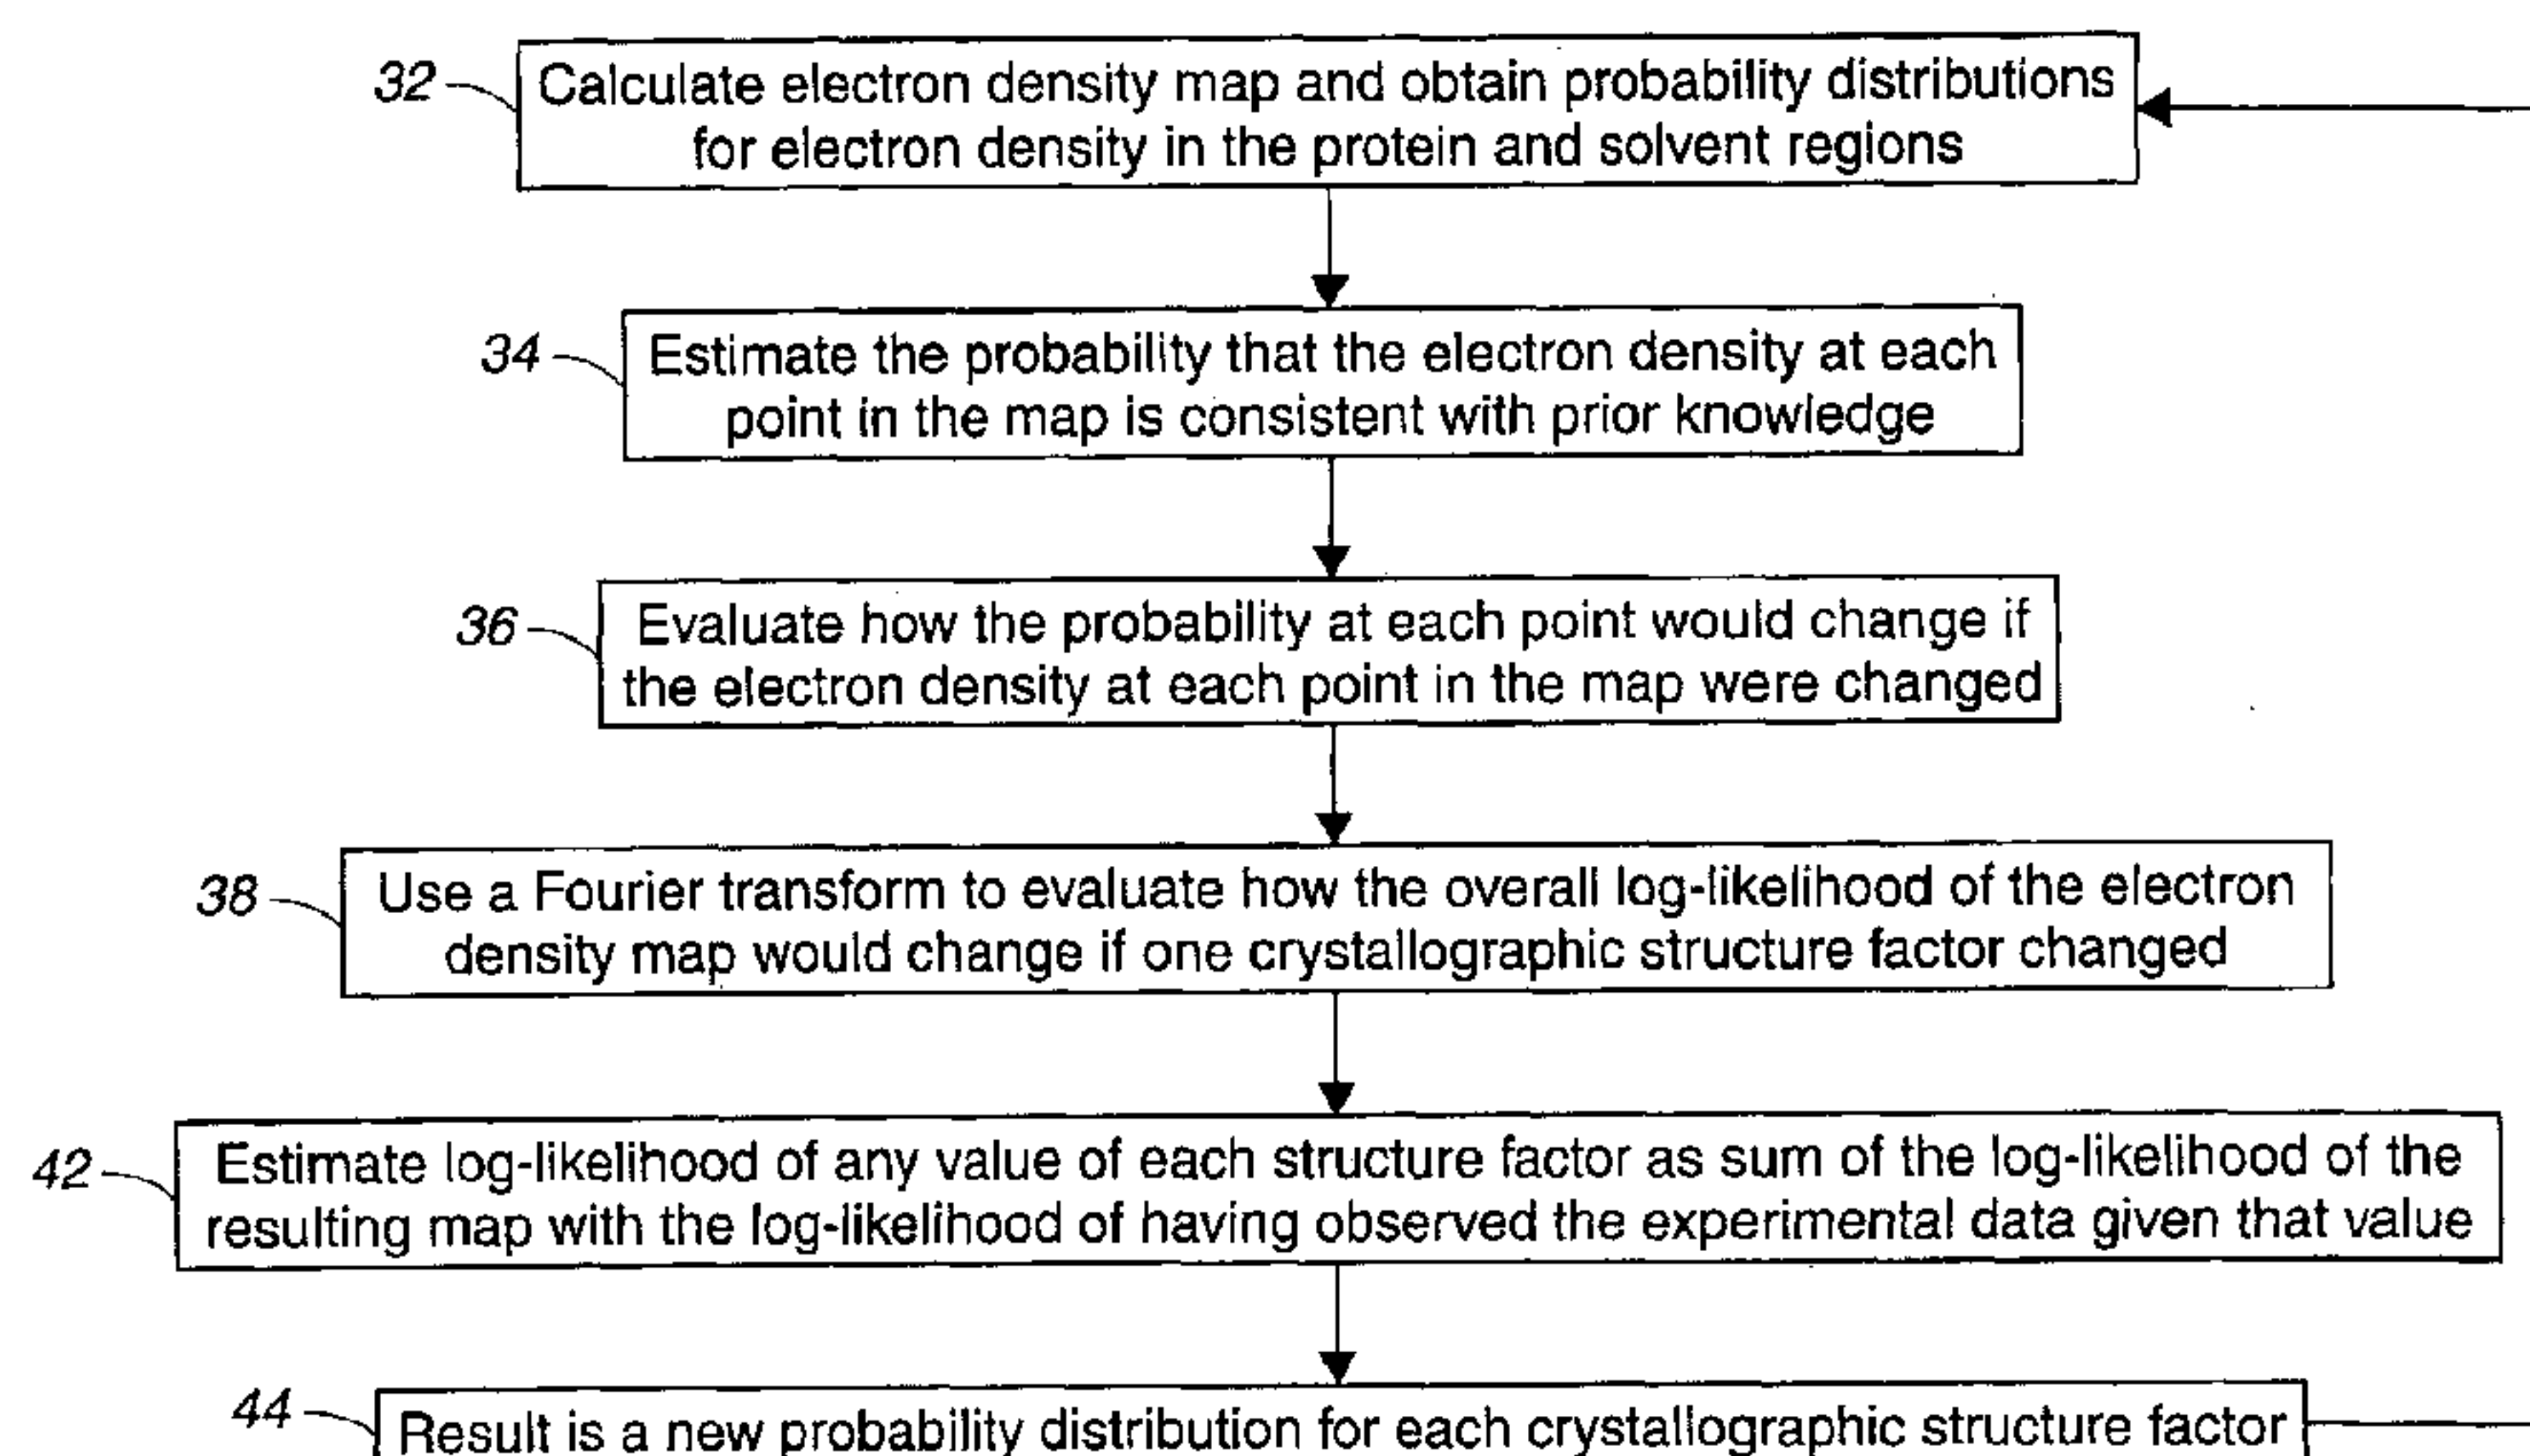 32
Calculate electron density map and obtain probability distributions
for electron density in the protein and solvent regions
34
Estimate the probability that the electron density at each
point in the map is consistent with prior knowledge
36
Evaluate how the probability at each point would change if
the electron density at each point in the map were changed
38
Use a Fourier transform to evaluate how the overall log-likelihood of the electron
density map would change if one crystallographic structure factor changed
42
Estimate log-likelihood of any value of each structure factor as sum of the log-likelihood of the
resulting map with the log-likelihood of having observed the experimental data given that value
44
Result is a new probability distribution for each crystallographic structure factor